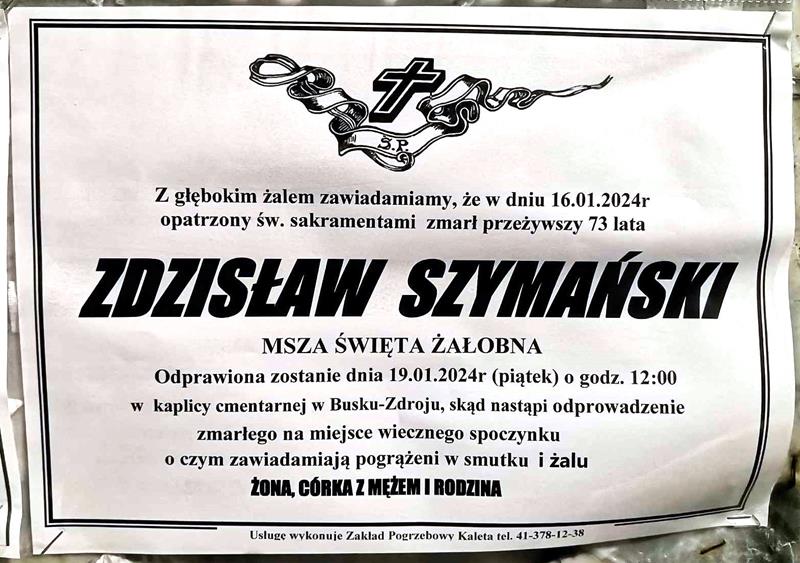 Ś.P.
Z głębokim żalem zawiadamiamy, że w dniu 16.01.2024r
opatrzony św. sakramentami zmarł przeżywszy 73 lata
ZDZISŁAW SZYMAŃSKI
MSZA ŚWIĘTA ŻAŁOBNA
Odprawiona zostanie dnia 19.01.2024r (piątek) o godz. 12:00
w kaplicy cmentarnej w Busku-Zdroju, skąd nastąpi odprowadzenie
zmarłego na miejsce wiecznego spoczynku
o czym zawiadamiają pogrążeni w smutku i żalu
ŻONA, CÓRKA Z MĘŻEM I RODZINA
Usługę wykonuje Zakład Pogrzebowy Kaleta tel. 41-378-12-38